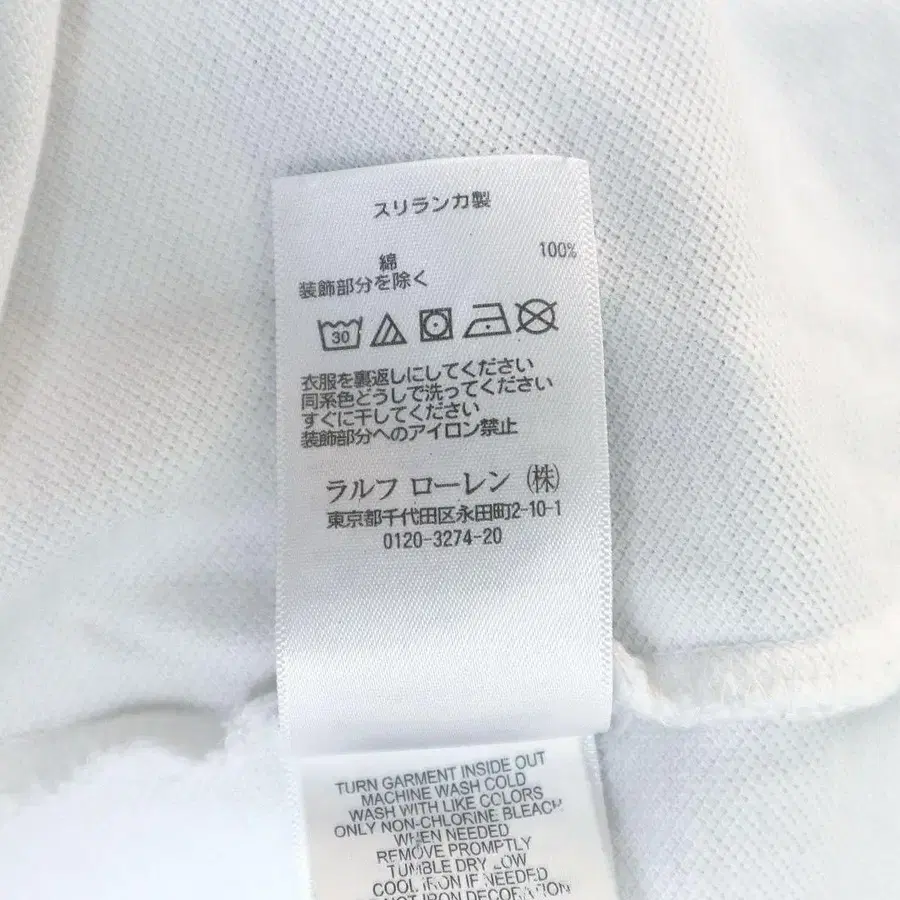 スリランカ製
綿 100%
装飾部分を除く
30
衣服を裏返しにしてください
同系色どうしで洗ってください
すぐに干してください
装飾部分へのアイロン禁止
ラルフ ローレン (株)
東京都千代田区永田町2-10-1
0120-3274-20
TURN GARMENT INSIDE OUT
MACHINE WASH COLD
WASH WITH LIKE COLORS
ONLY NON-CHLORINE BLEACH
WHEN NEEDED
REMOVE PROMPTLY
TUMBLE DRY LOW
COOL IRON IF NEEDED
DO NOT IRON DECORATION